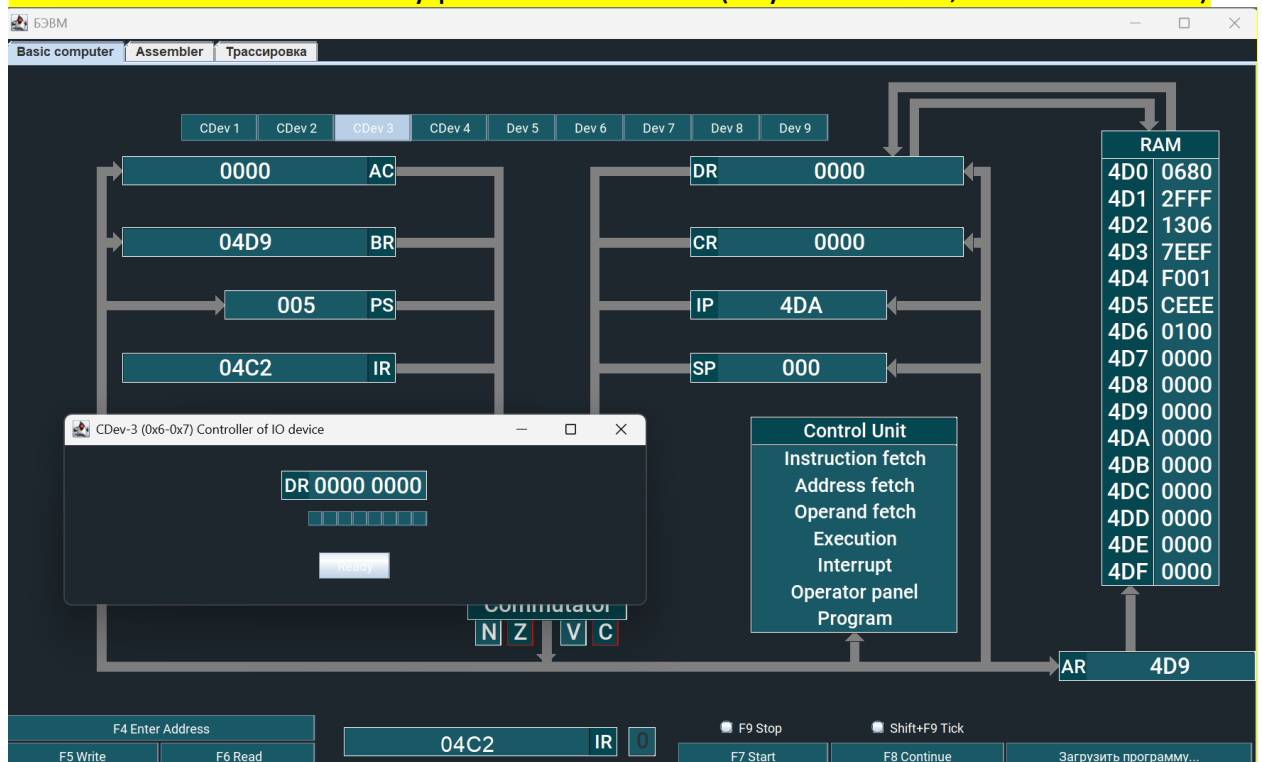 БЭВМ
Basic computer Assembler Трассировка
CDev 1 CDev 2 CDev 3 CDev 4 Dev 5 Dev 6 Dev 7 Dev 8 Dev 9
0000 AC
04D9 BR
005 PS
04C2 IR
DR 0000
CR 0000
IP 4DA
SP 000
RAM
4D0 0680
4D1 2FFF
4D2 1306
4D3 7EEF
4D4 F001
4D5 CEEE
4D6 0100
4D7 0000
4D8 0000
4D9 0000
4DA 0000
4DB 0000
4DC 0000
4DD 0000
4DE 0000
4DF 0000
CDev-3 (0x6-0x7) Controller of IO device
DR 0000 0000
Ready
Control Unit
Instruction fetch
Address fetch
Operand fetch
Execution
Interrupt
Operator panel
Program
Commutator
N Z V C
AR 4D9
F4 Enter Address
F5 Write F6 Read
04C2 IR 0
F9 Stop Shift+F9 Tick
F7 Start F8 Continue Загрузить программу...